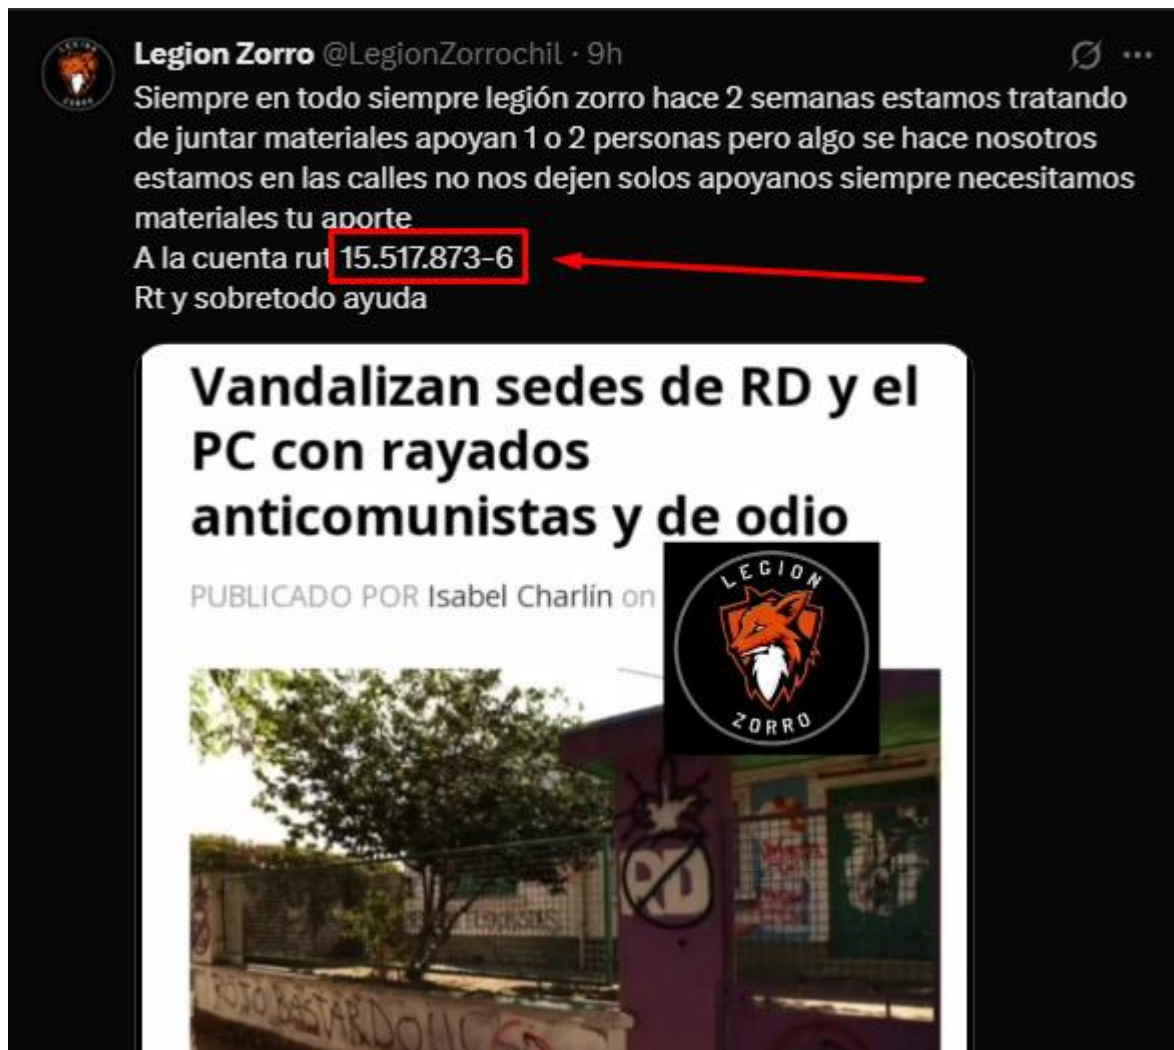 Legion Zorro @LegionZorrochil · 9h
Siempre en todo siempre legión zorro hace 2 semanas estamos tratando
de juntar materiales apoyan 1 o 2 personas pero algo se hace nosotros
estamos en las calles no nos dejen solos apoyanos siempre necesitamos
materiales tu aporte
A la cuenta rut 15.517.873-6
Rt y sobretodo ayuda
Vandalizan sedes de RD y el
PC con rayados
anticomunistas y de odio
PUBLICADO POR Isabel Charlín on
LEGION
ZORRO
RD
ROJO BASTARDO